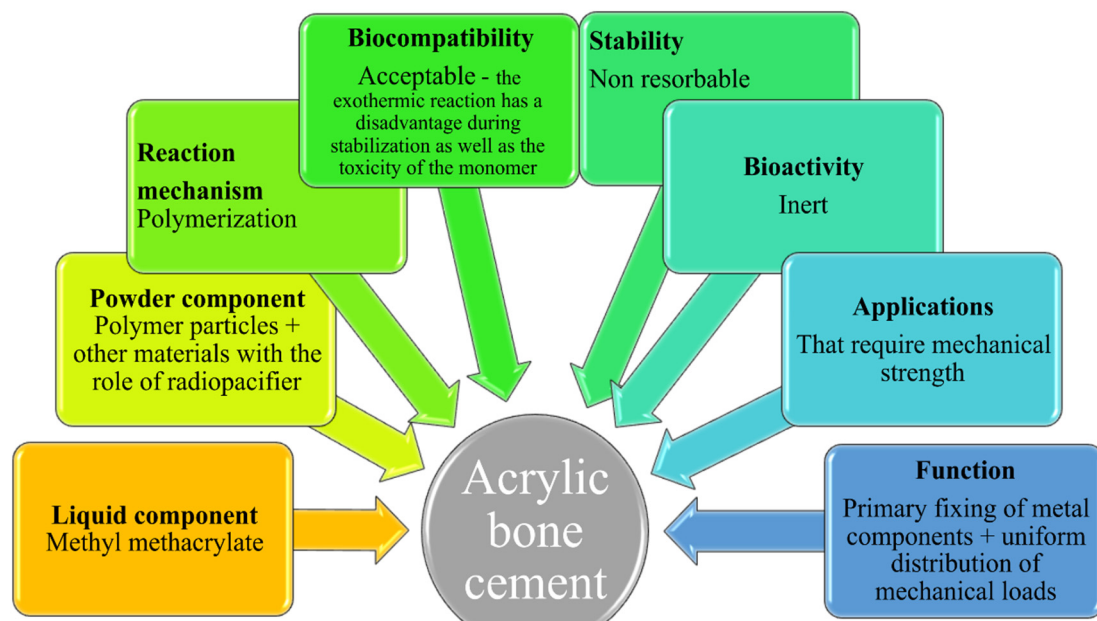 Biocompatibility
Acceptable - the
exothermic reaction has a
disadvantage during
stabilization as well as the
toxicity of the monomer
Stability
Non resorbable
Reaction
mechanism
Polymerization
Bioactivity
Inert
Powder component
Polymer particles +
other materials with the
role of radiopacifier
Applications
That require mechanical
strength
Liquid component
Methyl methacrylate
Acrylic
bone
cement
Function
Primary fixing of metal
components + uniform
distribution of
mechanical loads